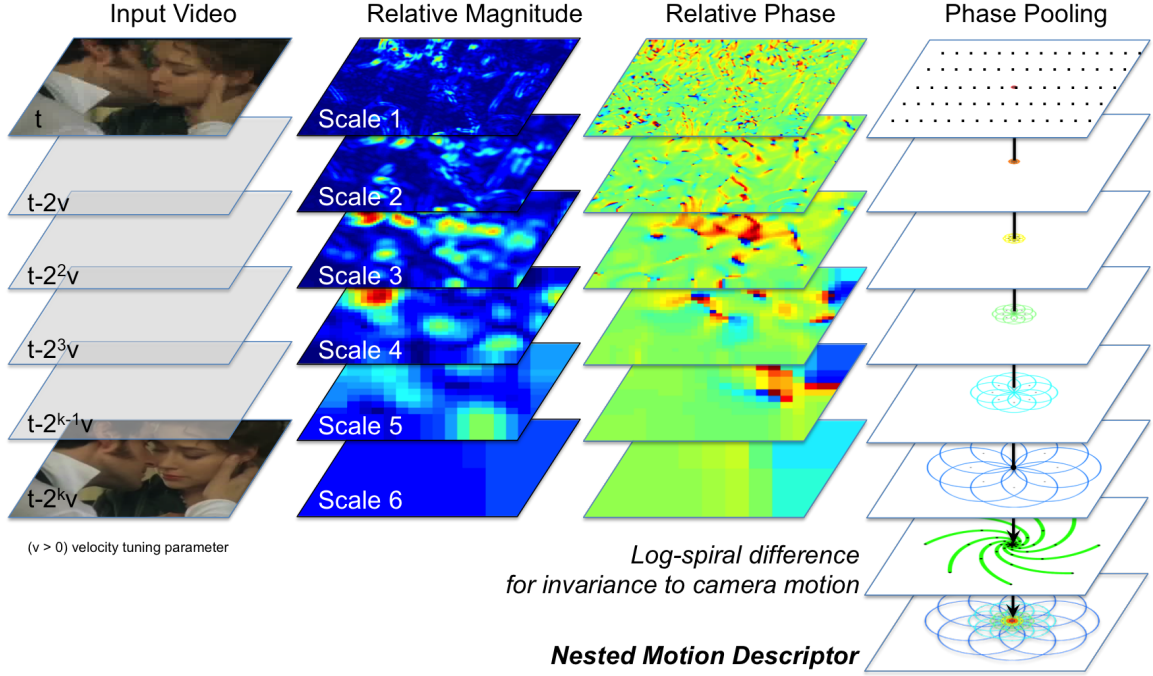 Input Video
Relative Magnitude
Relative Phase
Phase Pooling
t
t-2v
t-2²v
t-2³v
t-2ᵏ⁻¹v
t-2ᵏv
(v > 0) velocity tuning parameter
Scale 1
Scale 2
Scale 3
Scale 4
Scale 5
Scale 6
Log-spiral difference
for invariance to camera motion
Nested Motion Descriptor